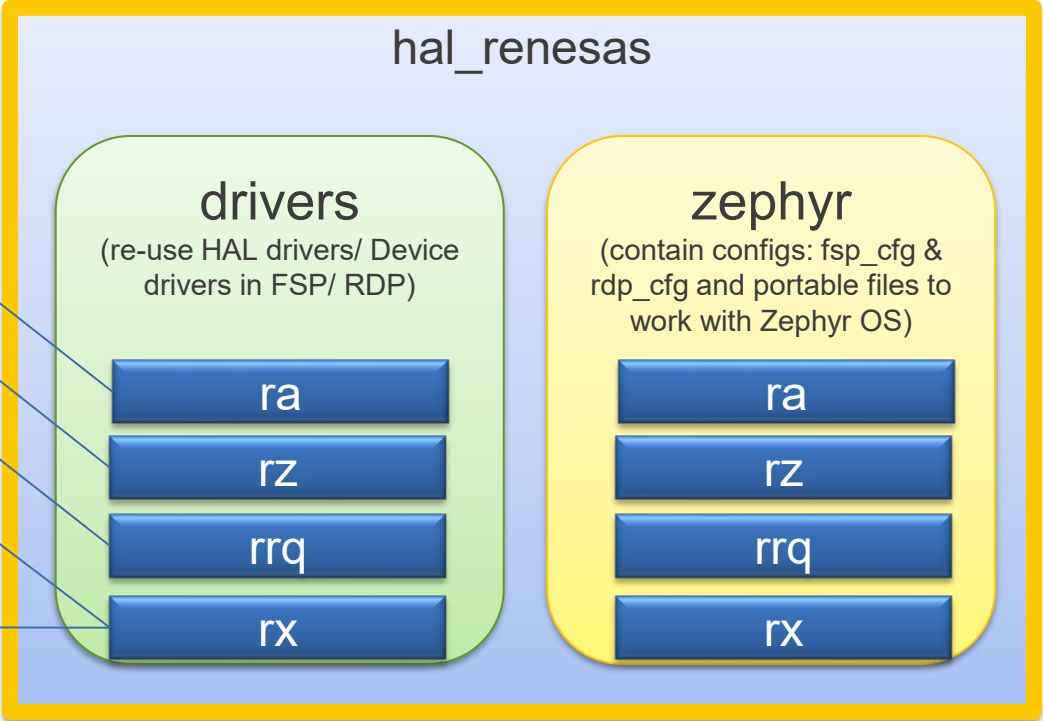 hal_renesas
drivers
(re-use HAL drivers/ Device
drivers in FSP/ RDP)
ra
rz
rrq
rx
zephyr
(contain configs: fsp_cfg &
rdp_cfg and portable files to
work with Zephyr OS)
ra
rz
rrq
rx